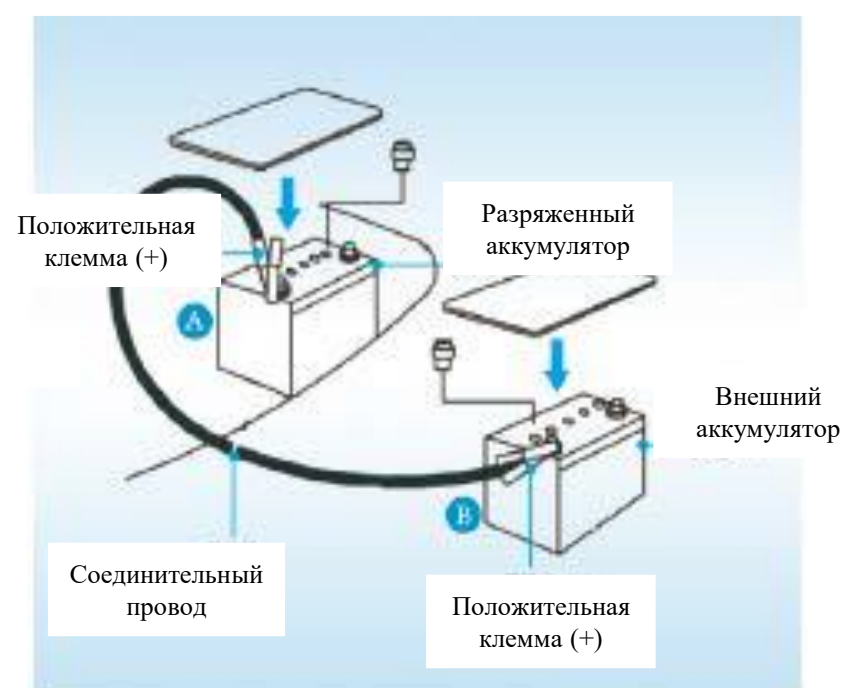 Положительная
клемма (+)
Разряженный
аккумулятор
A
Внешний
аккумулятор
B
Соединительный
провод
Положительная
клемма (+)